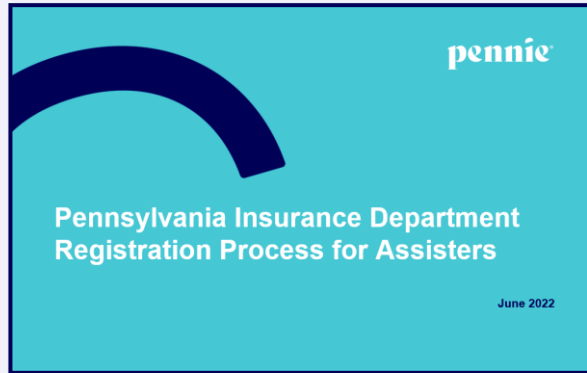 pennie
Pennsylvania Insurance Department
Registration Process for Assisters
June 2022